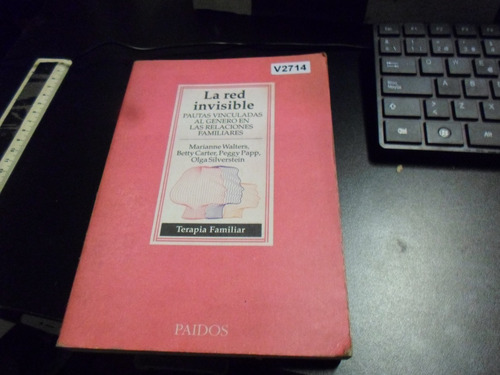 V2714
La red
invisible
PAUTAS VINCULADAS
AL GENERO EN
LAS RELACIONES
FAMILIARES
Marianne Walters,
Betty Carter, Peggy Papp,
Olga Silverstein
Terapia Familiar
PAIDOS